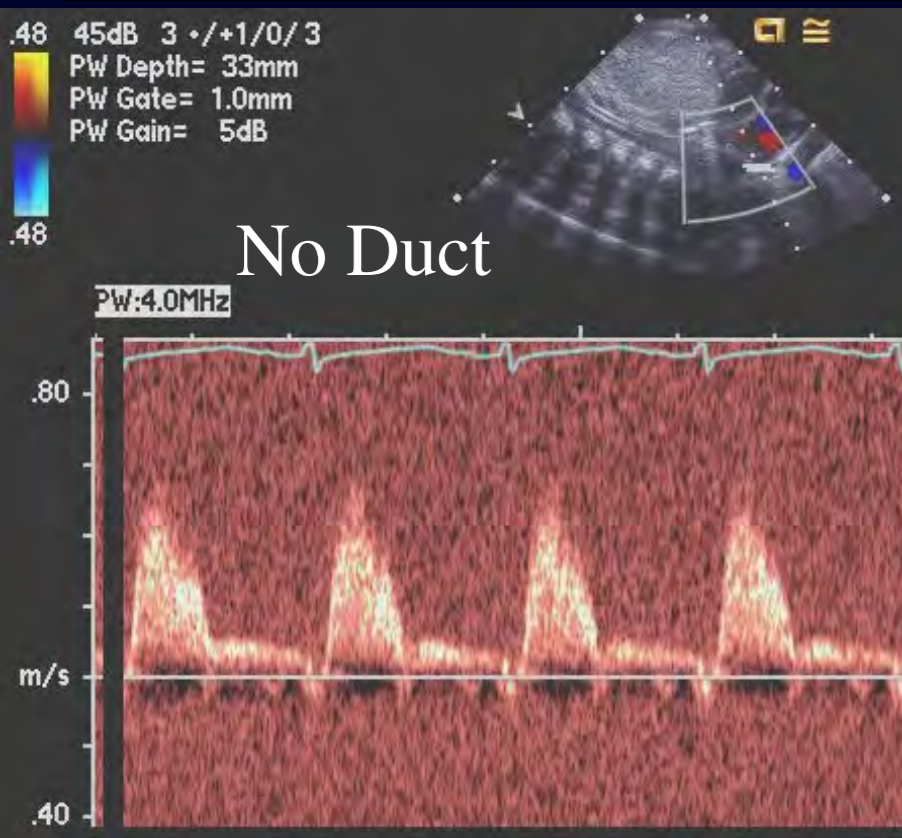 .48 45dB 3 •/+1/0/ 3
PW Depth= 33mm
PW Gate= 1.0mm
PW Gain= 5dB
.48
No Duct
PW:4.0MHz
.80
m/s
.40